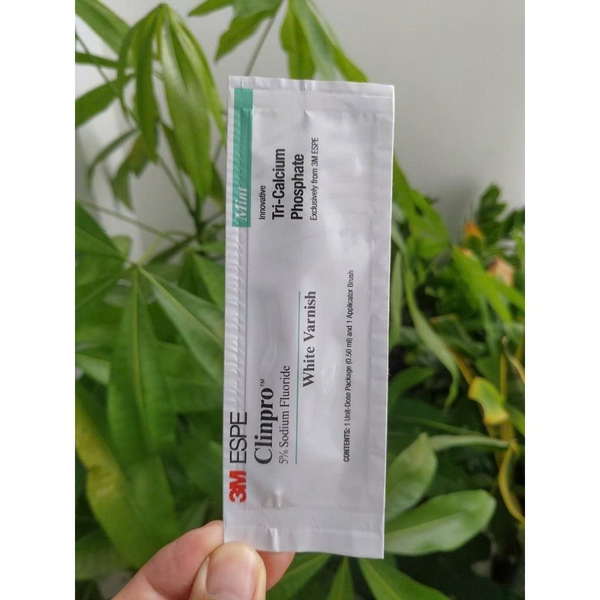 3M ESPE
Clinpro™
5% Sodium Fluoride
White Varnish
CONTENTS: 1 Unit-Dose Package (0.50 ml) and 1 Applicator Brush
Mint
Innovative
Tri-Calcium
Phosphate
Exclusively from 3M ESPE